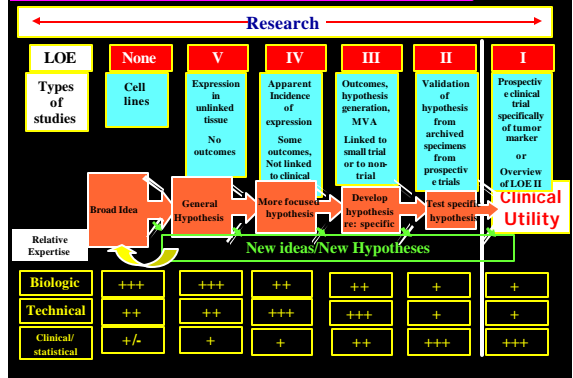 Research
LOE
None
V
IV
III
II
I
Types
of
studies
Cell
lines
Expression
in
unlinked
tissue
No
outcomes
Apparent
Incidence
of
expression
Some
outcomes,
Not linked
to clinical
Outcomes,
hypothesis
generation,
MVA
Linked to
small trial
or to non-
trial
Validation
of
hypothesis
from
archived
specimens
from
prospectiv
e trials
Prospectiv
e clinical
trial
specifically
of tumor
marker
or
Overview
of LOE II
Broad Idea
General
Hypothesis
More focused
hypothesis
Develop
hypothesis
re: specific
Test specific
hypothesis
Clinical
Utility
Relative
Expertise
New ideas/New Hypotheses
Biologic
+++
+++
++
++
+
+
Technical
++
++
+++
+++
+
+
Clinical/
statistical
+/-
+
+
++
+++
+++